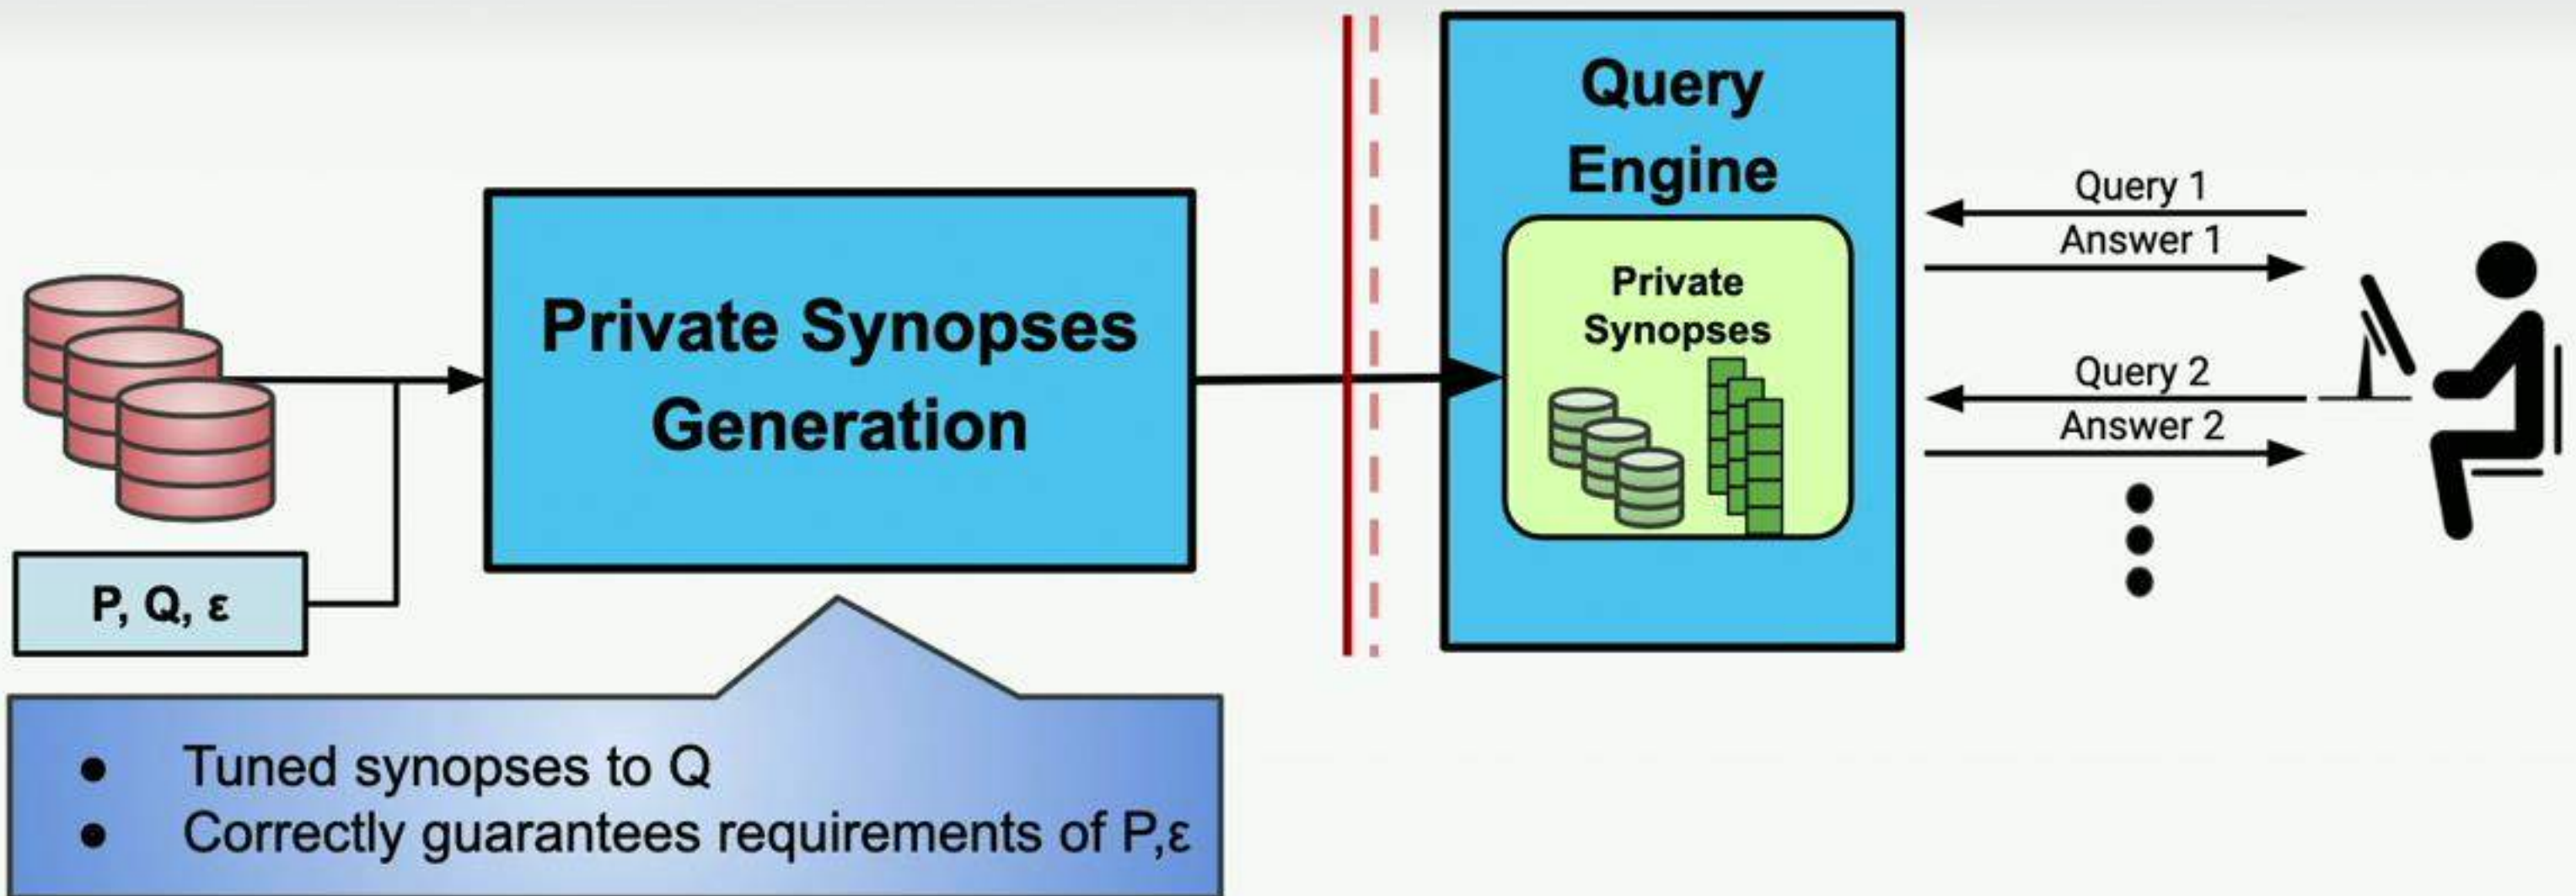 P, Q, ε
Private Synopses
Generation
● Tuned synopses to Q
● Correctly guarantees requirements of P,ε
Query
Engine
Private
Synopses
Query 1
Answer 1
Query 2
Answer 2